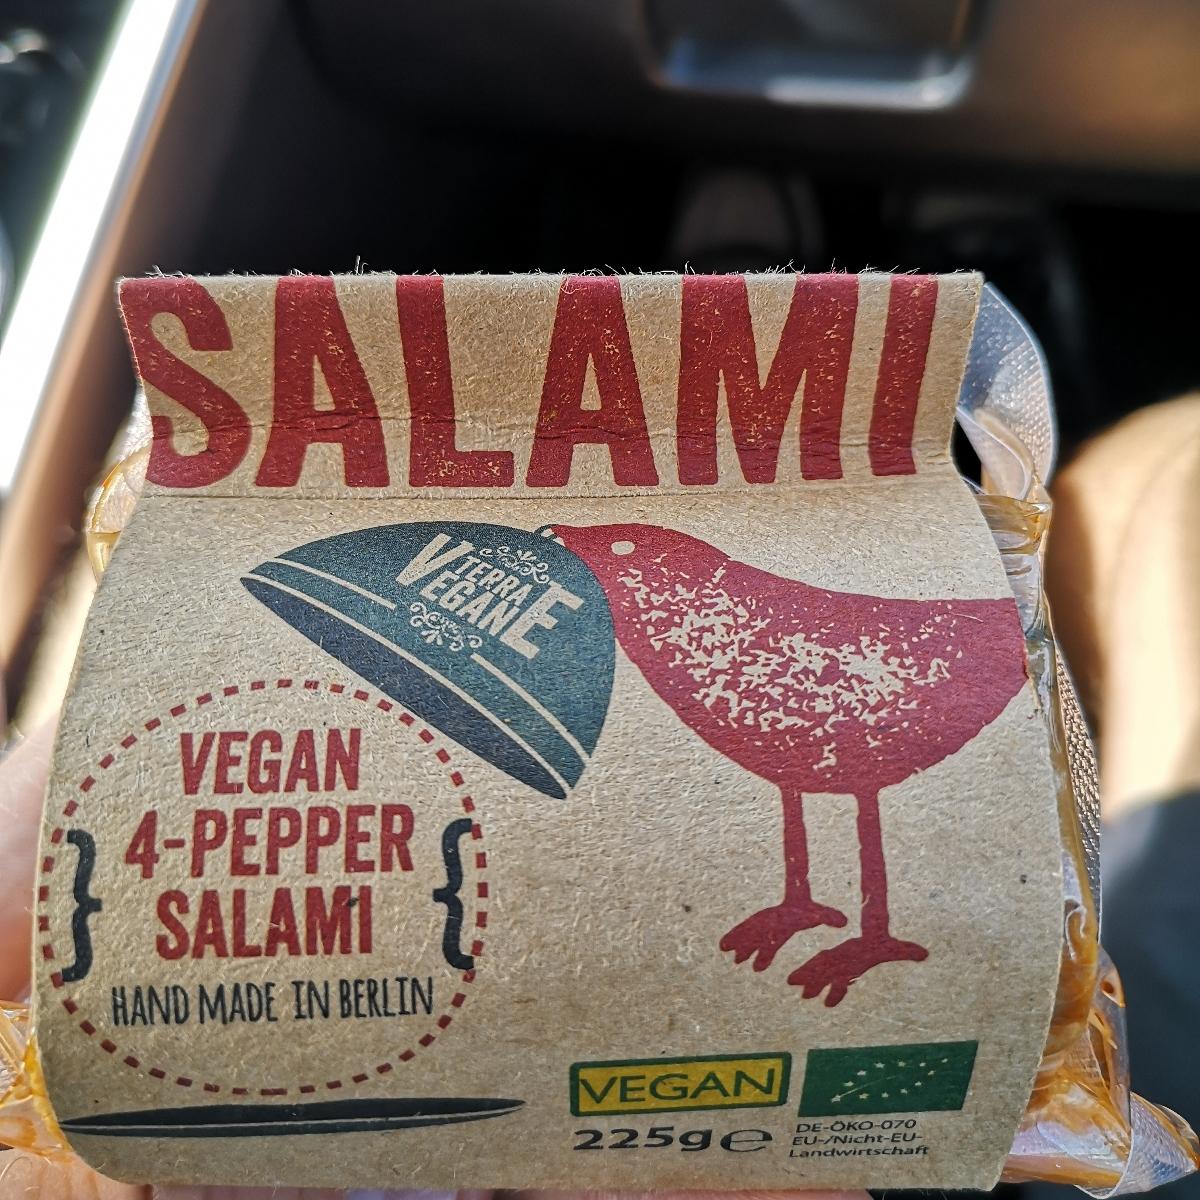 SALAMI
TERRA
VEGANE
VEGAN
4-PEPPER
SALAMI
HAND MADE IN BERLIN
VEGAN
225g e
DE-ÖKO-070
EU-/Nicht-EU-
Landwirtschaft